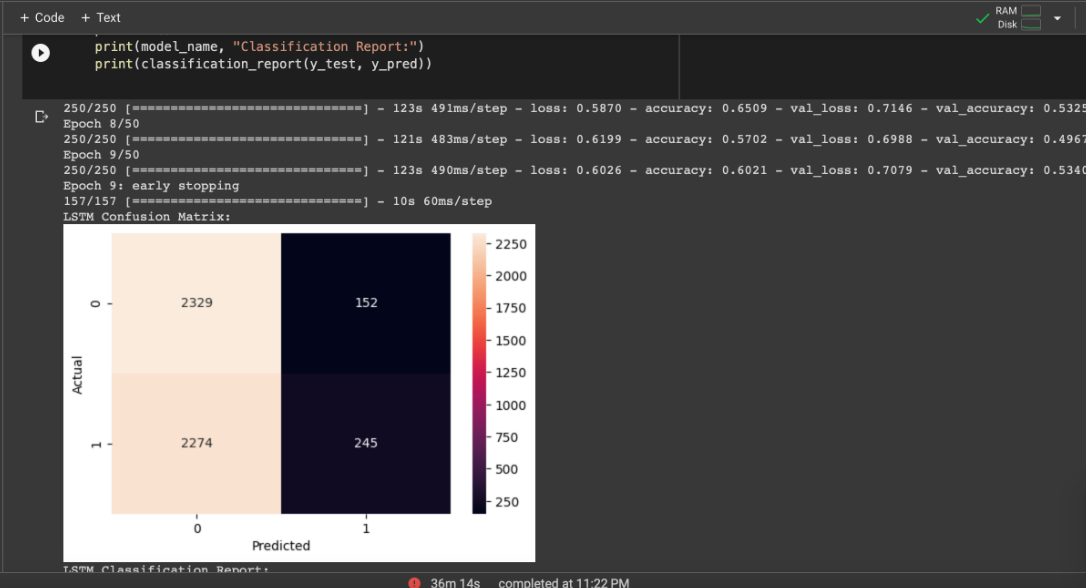 + Code + Text
RAM
Disk
print(model_name, "Classification Report:")
print(classification_report(y_test, y_pred))
250/250 [==============================] - 123s 491ms/step - loss: 0.5870 - accuracy: 0.6509 - val_loss: 0.7146 - val_accuracy: 0.5325
Epoch 8/50
250/250 [==============================] - 121s 483ms/step - loss: 0.6199 - accuracy: 0.5702 - val_loss: 0.6988 - val_accuracy: 0.4967
Epoch 9/50
250/250 [==============================] - 123s 490ms/step - loss: 0.6026 - accuracy: 0.6021 - val_loss: 0.7079 - val_accuracy: 0.5340
Epoch 9: early stopping
157/157 [==============================] - 10s 60ms/step
LSTM Confusion Matrix:
2329 152
2274 245
Actual
0
1
0 1
Predicted
2250
2000
1750
1500
1250
1000
750
500
250
LSTM Classification Report:
36m 14s completed at 11:22 PM